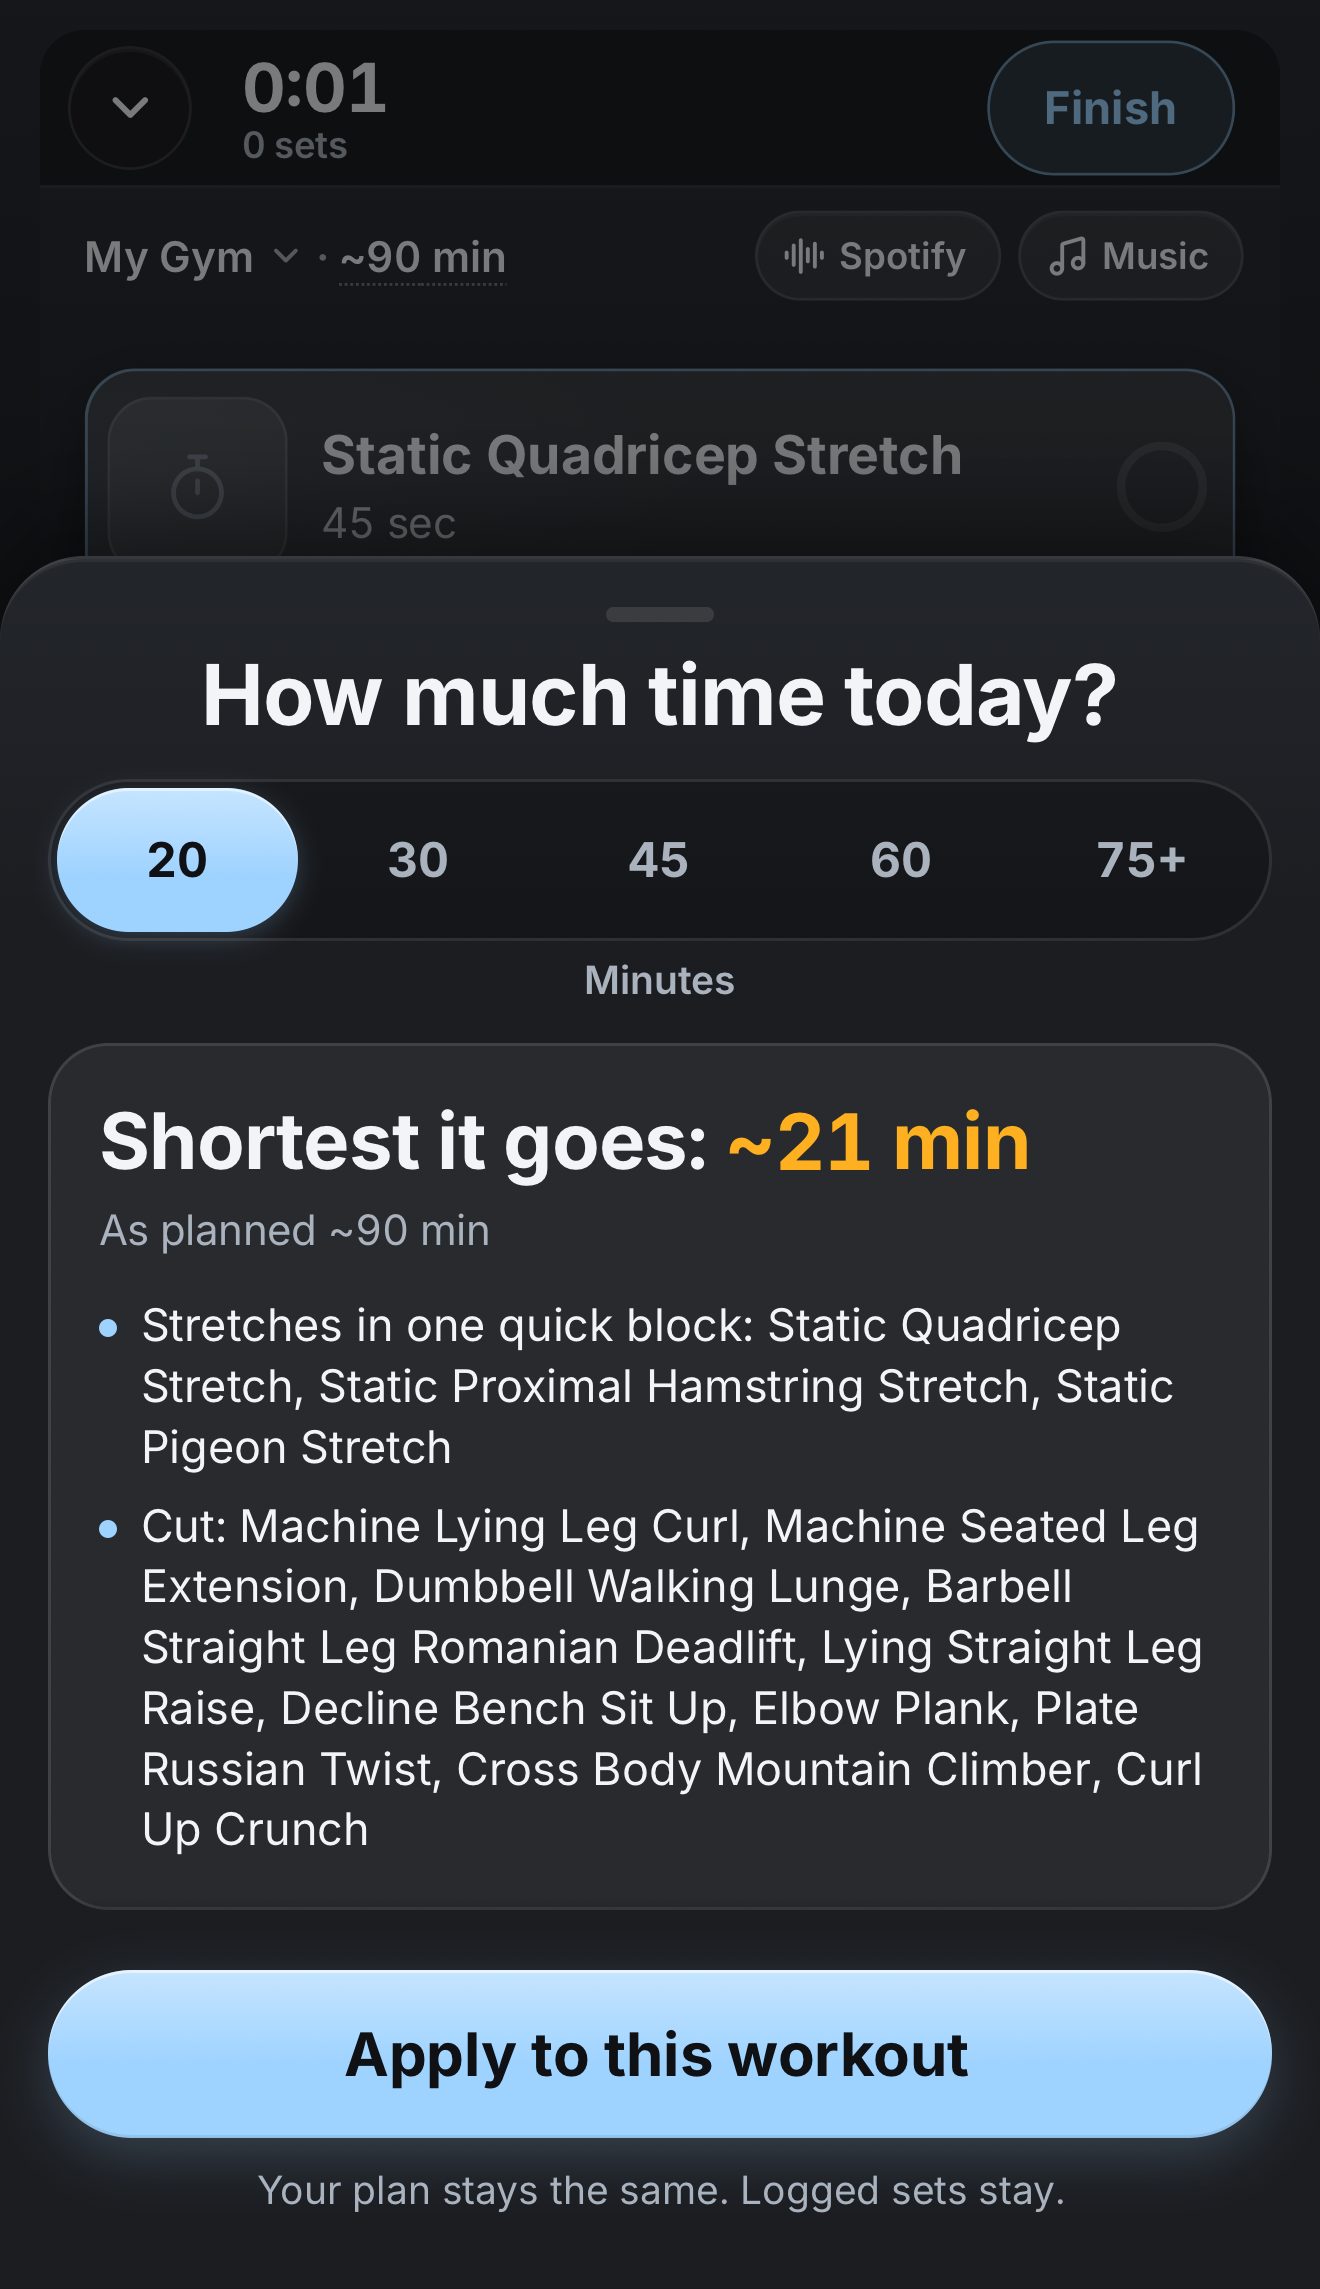 0:01
0 sets
Finish
My Gym · ~90 min
Spotify
Music
Static Quadricep Stretch
45 sec
How much time today?
20 30 45 60 75+
Minutes
Shortest it goes: ~21 min
As planned ~90 min
• Stretches in one quick block: Static Quadricep
Stretch, Static Proximal Hamstring Stretch, Static
Pigeon Stretch
• Cut: Machine Lying Leg Curl, Machine Seated Leg
Extension, Dumbbell Walking Lunge, Barbell
Straight Leg Romanian Deadlift, Lying Straight Leg
Raise, Decline Bench Sit Up, Elbow Plank, Plate
Russian Twist, Cross Body Mountain Climber, Curl
Up Crunch
Apply to this workout
Your plan stays the same. Logged sets stay.